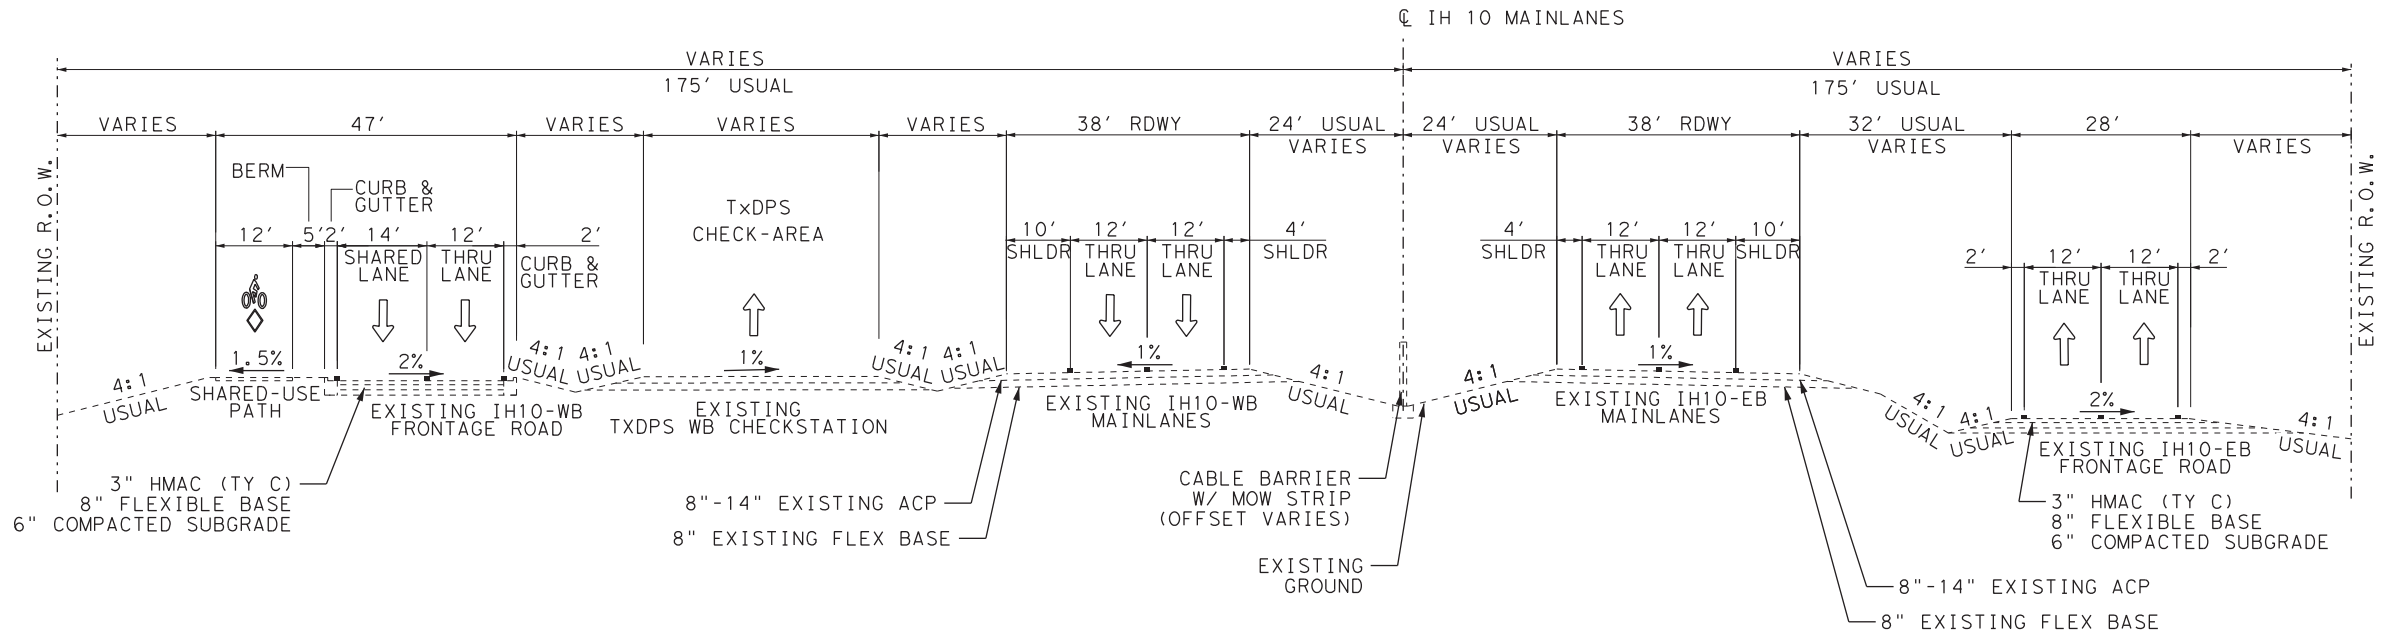 ℄ IH 10 MAINLANES
VARIES
175' USUAL
VARIES
175' USUAL
VARIES
47'
VARIES
VARIES
VARIES
38' RDWY
24' USUAL
VARIES
24' USUAL
VARIES
38' RDWY
32' USUAL
VARIES
28'
VARIES
EXISTING R.O.W.
BERM
CURB &
GUTTER
12'
5'
2'
14'
SHARED
LANE
12'
THRU
LANE
2'
CURB &
GUTTER
TxDPS
CHECK-AREA
10'
SHLDR
12'
THRU
LANE
12'
THRU
LANE
4'
SHLDR
4'
SHLDR
12'
THRU
LANE
12'
THRU
LANE
10'
SHLDR
2'
12'
THRU
LANE
12'
THRU
LANE
2'
EXISTING R.O.W.
4:1
USUAL
1.5%
SHARED-USE
PATH
2%
EXISTING IH10-WB
FRONTAGE ROAD
4:1
USUAL
4:1
USUAL
1%
EXISTING
TXDPS WB CHECKSTATION
4:1
USUAL
4:1
USUAL
1%
EXISTING IH10-WB
MAINLANES
4:1
USUAL
4:1
USUAL
1%
EXISTING IH10-EB
MAINLANES
4:1
USUAL
4:1
USUAL
2%
EXISTING IH10-EB
FRONTAGE ROAD
4:1
USUAL
3" HMAC (TY C)
8" FLEXIBLE BASE
6" COMPACTED SUBGRADE
8"-14" EXISTING ACP
8" EXISTING FLEX BASE
CABLE BARRIER
W/ MOW STRIP
(OFFSET VARIES)
EXISTING
GROUND
3" HMAC (TY C)
8" FLEXIBLE BASE
6" COMPACTED SUBGRADE
8"-14" EXISTING ACP
8" EXISTING FLEX BASE